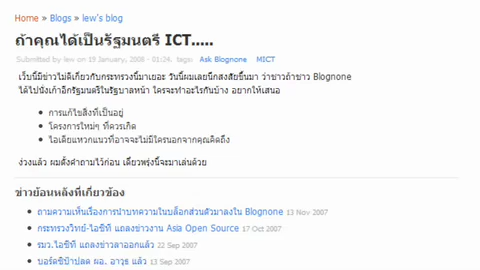 Home » Blogs » lew's blog
ถ้าคุณได้เป็นรัฐมนตรี ICT.....
Submitted by lew on 19 January, 2008 - 01:24. tags: Ask Blognone MICT
เว็บนี้มีข่าวไม่ดีเกี่ยวกับกระทรวงนี้มาเยอะ วันนี้ผมเลยนึกสงสัยขึ้นมา ว่าชาวถ้าชาว Blognone
ได้ไปนั่งเก้าอีกรัฐมนตรีในรัฐบาลหน้า ใครจะทำอะไรกันบ้าง อยากให้เสนอ
การแก้ไขสิ่งที่เป็นอยู่
โครงการใหม่ๆ ที่ควรเกิด
ไอเดียแหวกแนวที่อาจจะไม่มีใครนอกจากคุณคิดถึง
ง่วงแล้ว ผมตั้งคำถามไว้ก่อน เดี๋ยวพรุ่งนี้จะมาเล่นด้วย
ข่าวย้อนหลังที่เกี่ยวข้อง
ถามความเห็นเรื่องการนำบทความในบล็อกส่วนตัวมาลงใน Blognone 13 Nov 2007
กระทรวงวิทย์-ไอซีที แถลงข่าวงาน Asia Open Source 17 Oct 2007
รมว.ไอซีที แถลงข่าวลาออกแล้ว 22 Sep 2007
บอร์ดซิป้าปลด ผอ. อาวุธ แล้ว 13 Sep 2007